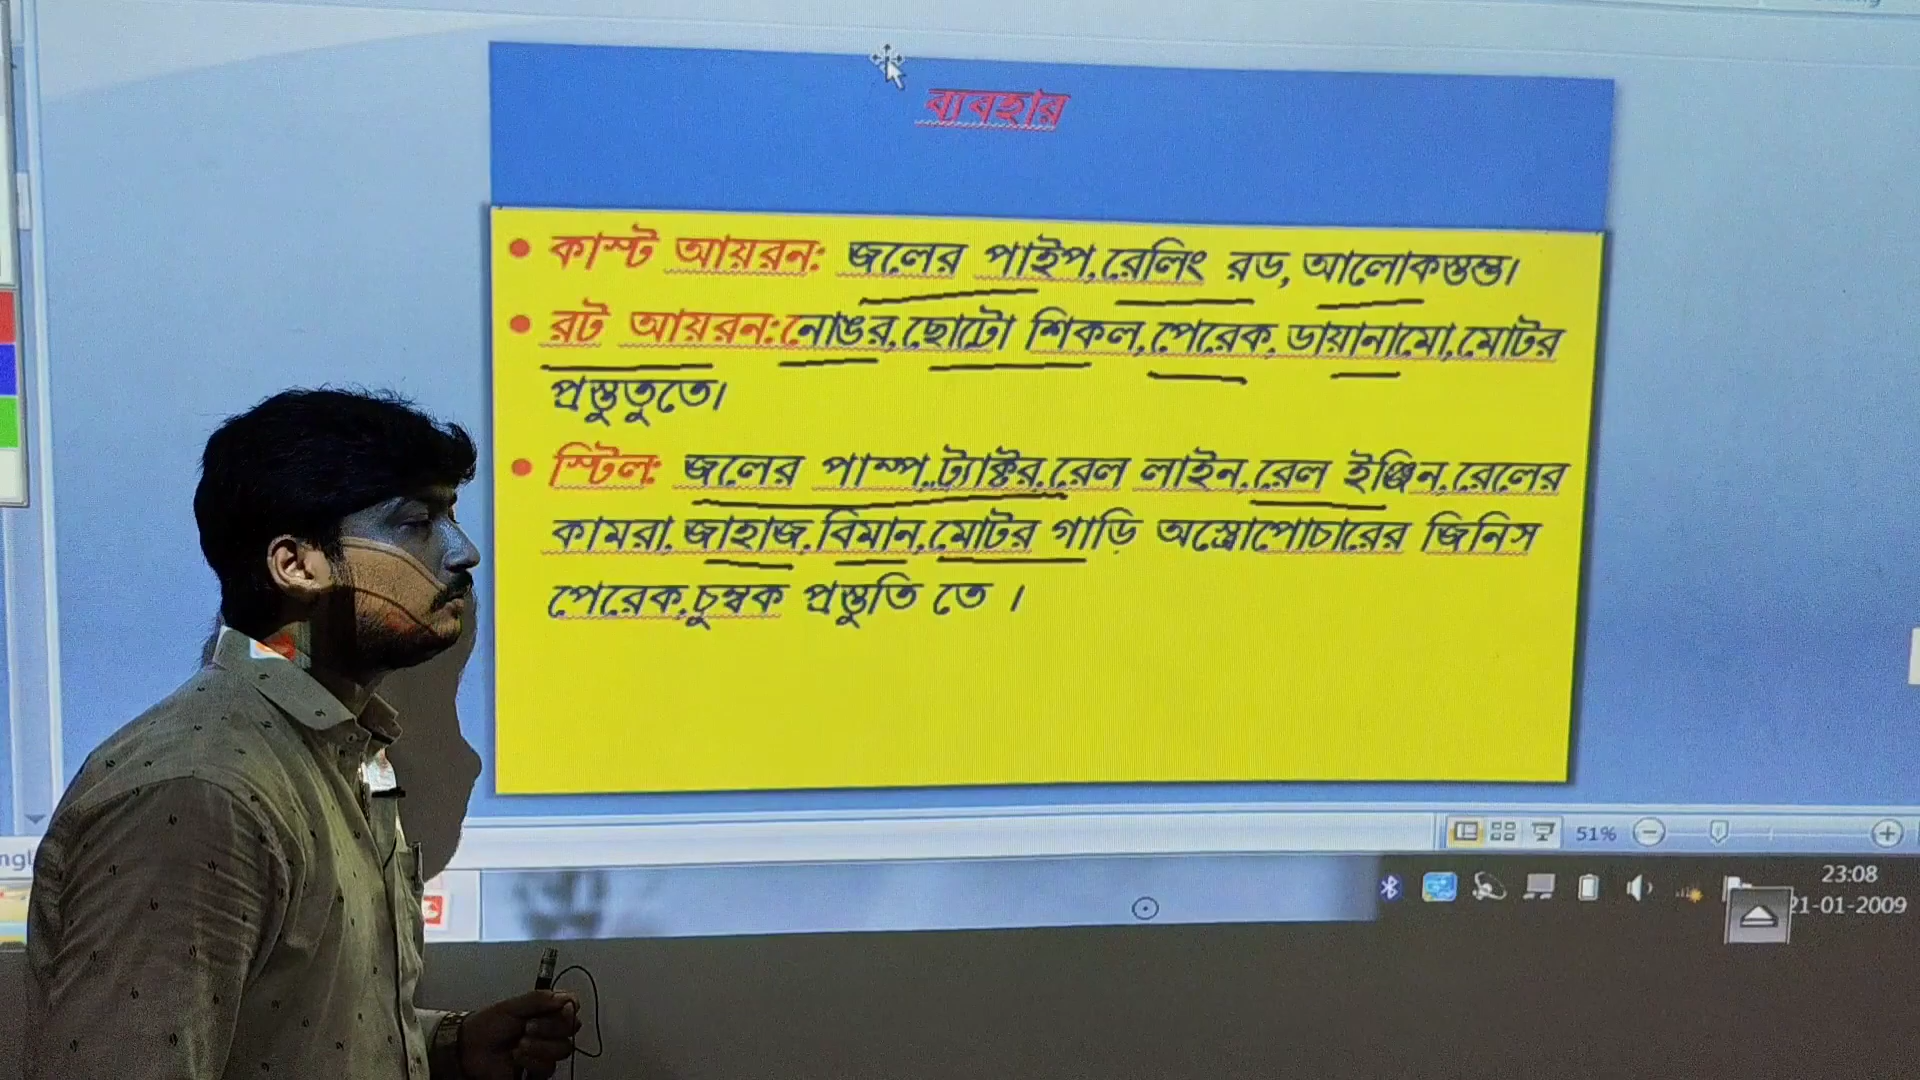 ব্যবহার
• কাস্ট আয়রন: জলের পাইপ,রেলিং রড,আলোকস্তম্ভ।
• রট আয়রন:নোঙর,ছোটো শিকল,পেরেক, ডায়ানামো,মোটর
প্রস্তুতুতে।
• স্টিল: জলের পাম্প,ট্র্যাক্টর,রেল লাইন,রেল ইঞ্জিন,রেলের
কামরা,জাহাজ,বিমান,মোটর গাড়ি অস্ত্রোপোচারের জিনিস
পেরেক,চুম্বক প্রস্তুতি তে ।
51%
23:08
21-01-2009